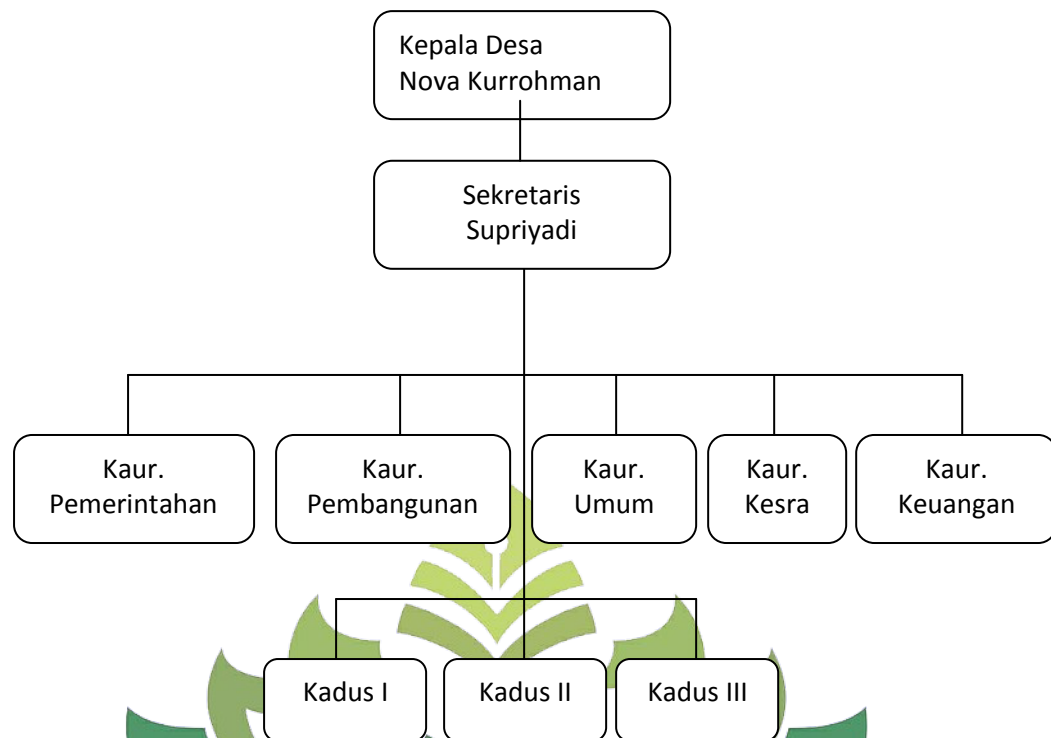 Kepala Desa
Nova Kurrohman
Sekretaris
Supriyadi
Kaur.
Pemerintahan
Kaur.
Pembangunan
Kaur.
Umum
Kaur.
Kesra
Kaur.
Keuangan
Kadus I
Kadus II
Kadus III